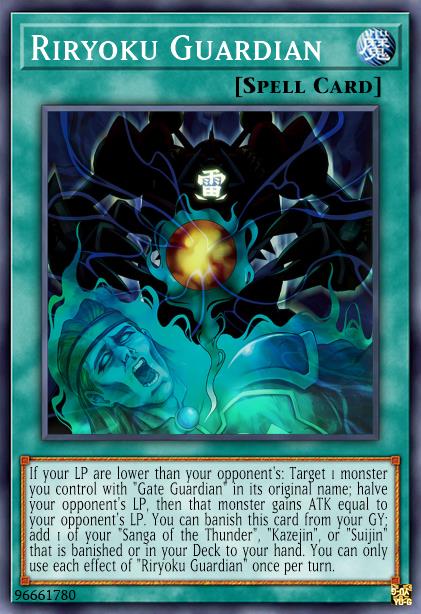 Riryoku Guardian
魔
[Spell Card]
雷
If your LP are lower than your opponent's: Target 1 monster
you control with "Gate Guardian" in its original name; halve
your opponent's LP, then that monster gains ATK equal to
your opponent's LP. You can banish this card from your GY;
add 1 of your "Sanga of the Thunder", "Kazejin", or "Suijin"
that is banished or in your Deck to your hand. You can only
use each effect of "Riryoku Guardian" once per turn.
96661780